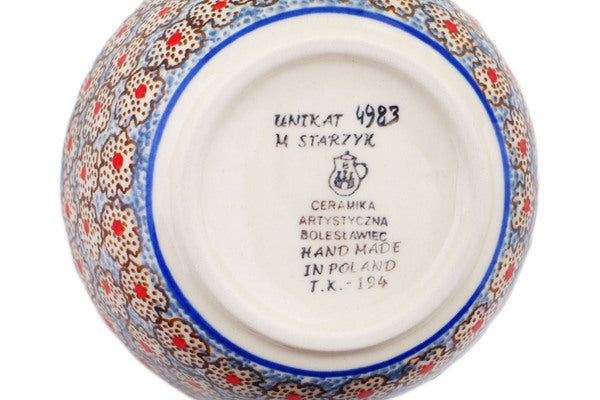 UNIKAT 4983
M STARZYK
CERAMIKA
ARTYSTYCZNA
BOLESŁAWIEC
HAND MADE
IN POLAND
T.K.-194